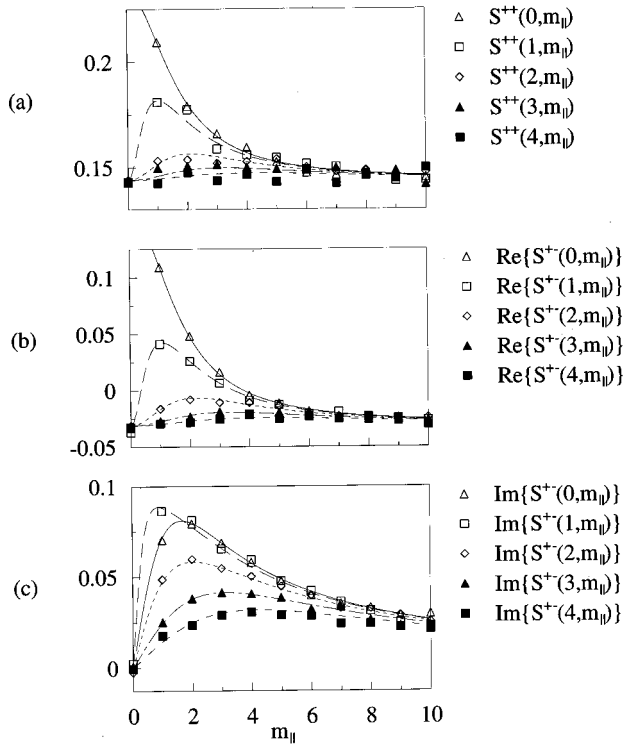 (a)
0.2
0.15
S⁺⁺(0,m∥)
S⁺⁺(1,m∥)
S⁺⁺(2,m∥)
S⁺⁺(3,m∥)
S⁺⁺(4,m∥)
(b)
0.1
0.05
0
-0.05
Re{S⁺⁻(0,m∥)}
Re{S⁺⁻(1,m∥)}
Re{S⁺⁻(2,m∥)}
Re{S⁺⁻(3,m∥)}
Re{S⁺⁻(4,m∥)}
(c)
0.1
0.05
0
Im{S⁺⁻(0,m∥)}
Im{S⁺⁻(1,m∥)}
Im{S⁺⁻(2,m∥)}
Im{S⁺⁻(3,m∥)}
Im{S⁺⁻(4,m∥)}
0 2 4 6 8 10
m∥